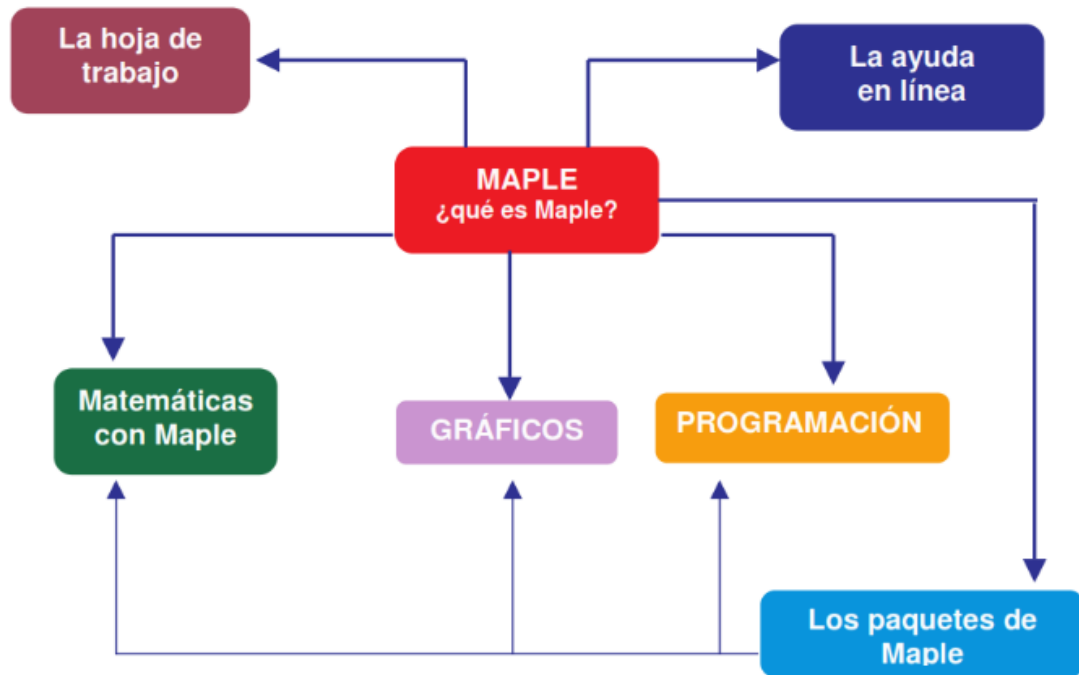 La hoja de
trabajo
La ayuda
en línea
MAPLE
¿qué es Maple?
Matemáticas
con Maple
GRÁFICOS
PROGRAMACIÓN
Los paquetes de
Maple